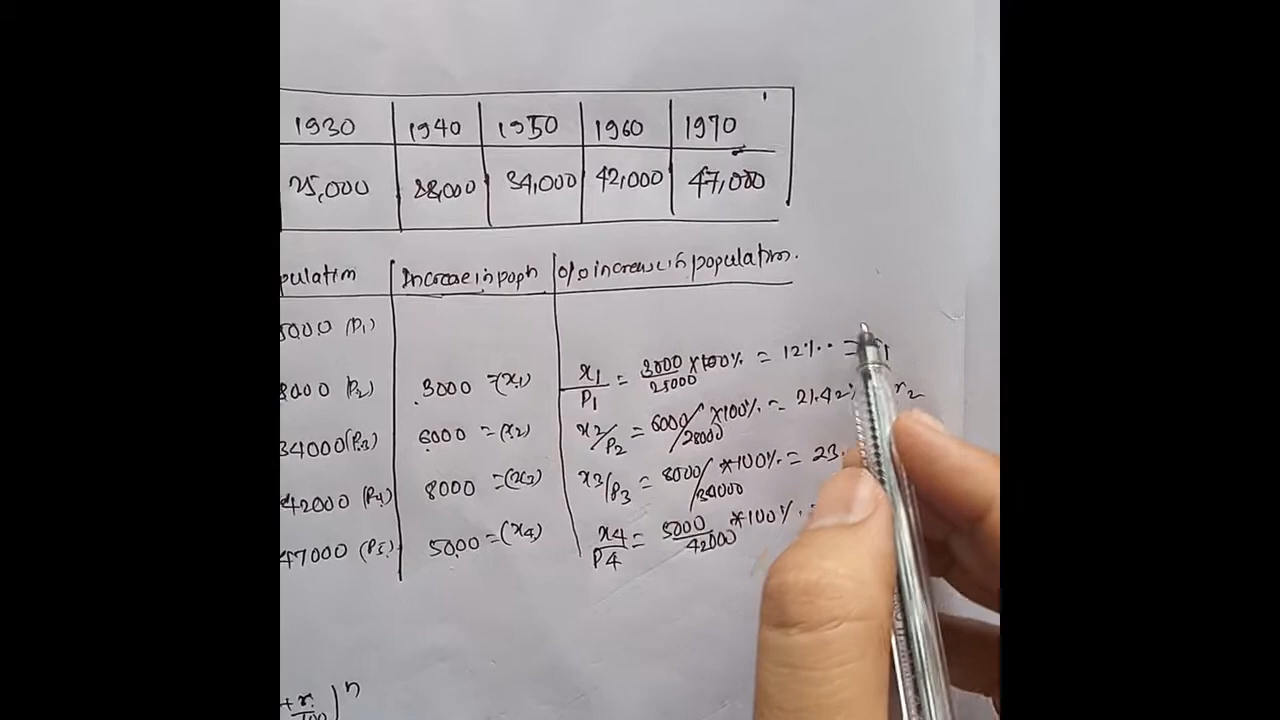 1930 1940 1950 1960 1970
25,000 28,000 34,000 42,000 47,000
pulatim Increase in popn % increase in population.
5000 (P1)
8000 (P2) 3000 =(x1) x1/P1 = 3000/25000 ×100% = 12%. =
34000(P3) 6000 =(x2) x2/P2 = 6000/28000 ×100% = 21.42% r2
42000 (P4) 8000 =(x3) x3/P3 = 8000/34000 *100% = 23.
47000 (P5) 5000 =(x4) x4/P4 = 5000/42000 *100%. =
+ r/100)^n